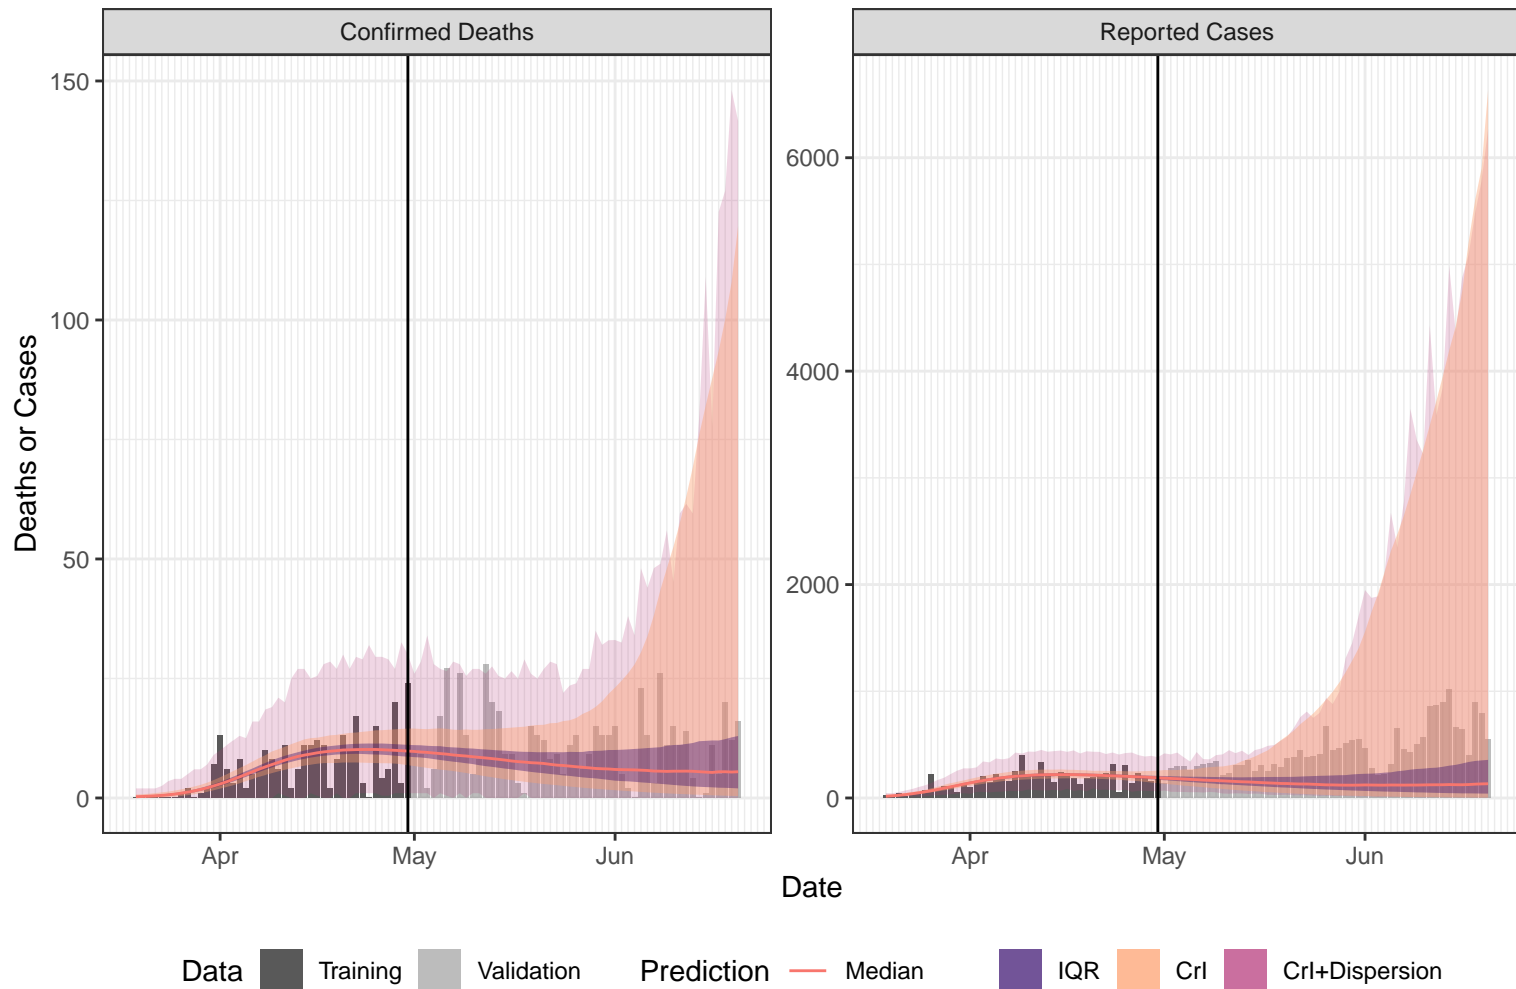 Confirmed Deaths
Reported Cases
Deaths or Cases
150
100
50
0
6000
4000
2000
0
Apr
May
Jun
Apr
May
Jun
Date
Data
Training
Validation
Prediction
Median
IQR
CrI
CrI+Dispersion